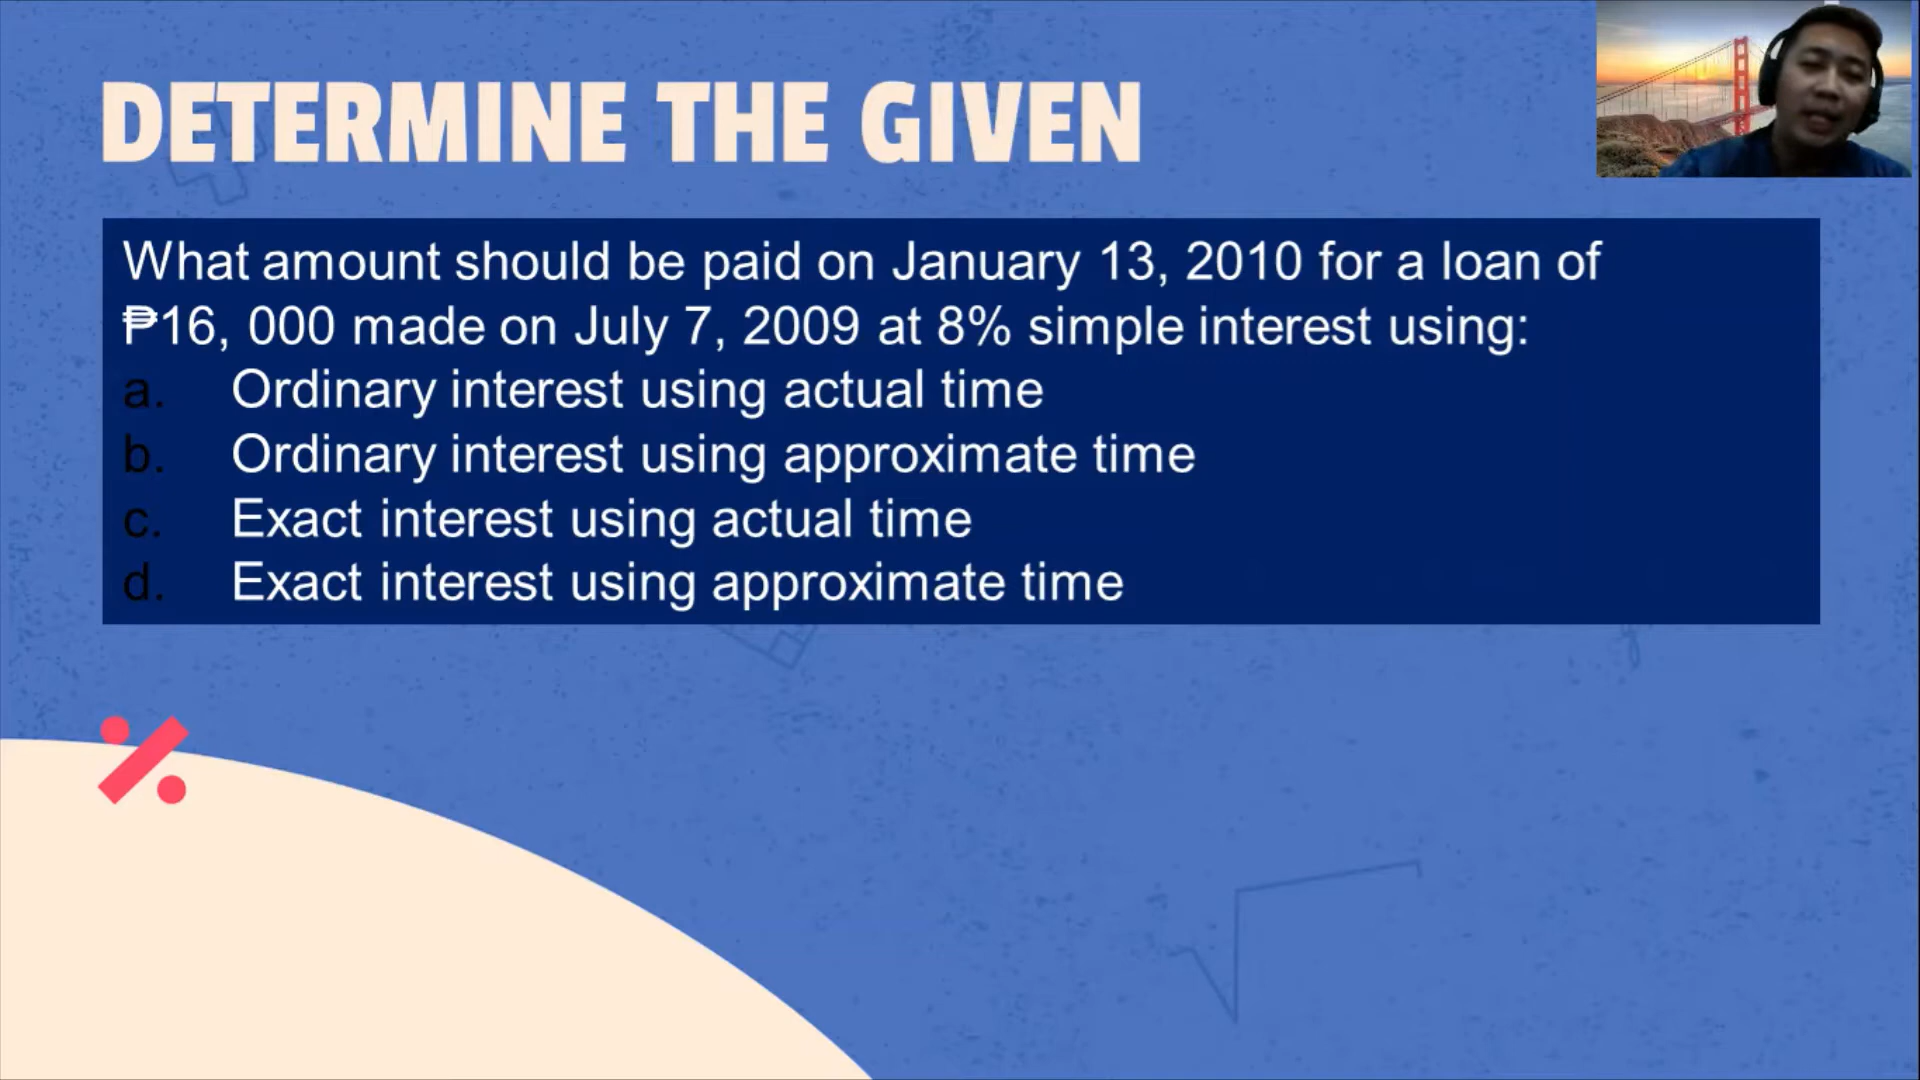 DETERMINE THE GIVEN
What amount should be paid on January 13, 2010 for a loan of
₱16, 000 made on July 7, 2009 at 8% simple interest using:
a. Ordinary interest using actual time
b. Ordinary interest using approximate time
c. Exact interest using actual time
d. Exact interest using approximate time